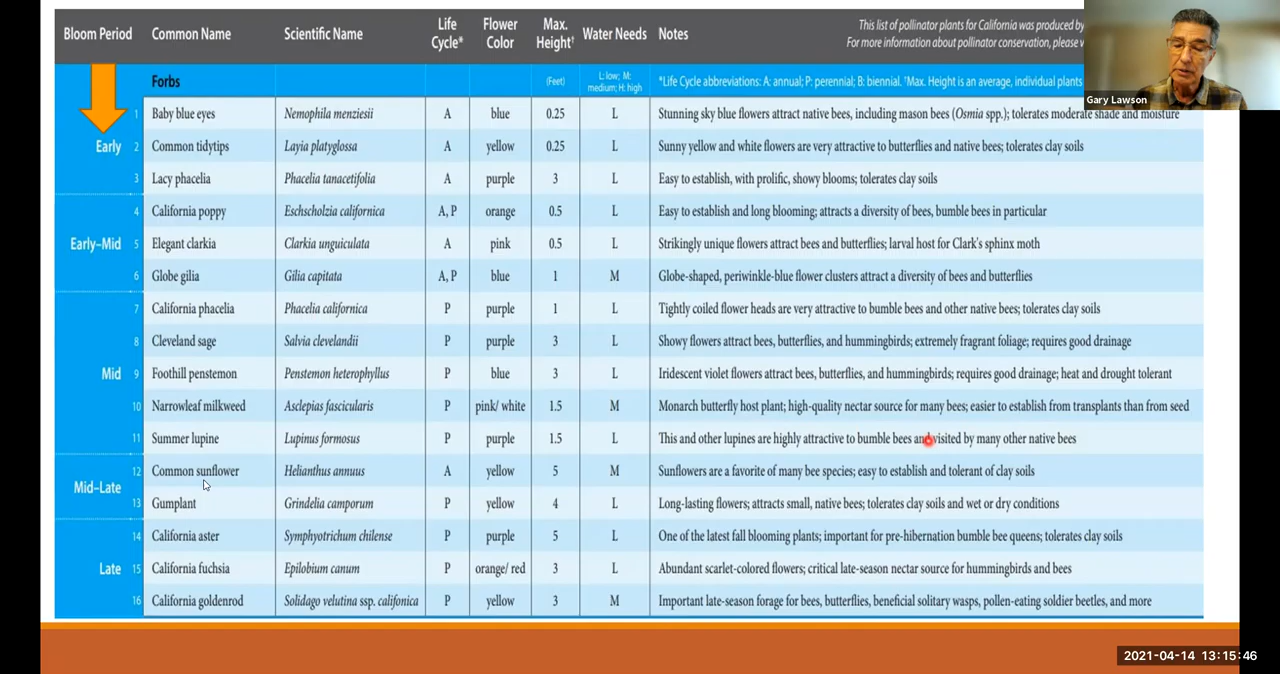 Bloom Period Common Name Scientific Name Life Cycle* Flower Color Max. Height† Water Needs Notes
This list of pollinator plants for California was produced by
For more information about pollinator conservation, please
Forbs (Feet) L: low; M: medium; H: high *Life Cycle abbreviations: A: annual; P: perennial; B: biennial. †Max. Height is an average, individual plants
Gary Lawson
1 Baby blue eyes Nemophila menziesii A blue 0.25 L Stunning sky blue flowers attract native bees, including mason bees (Osmia spp.); tolerates moderate shade and moisture
Early 2 Common tidytips Layia platyglossa A yellow 0.25 L Sunny yellow and white flowers are very attractive to butterflies and native bees; tolerates clay soils
3 Lacy phacelia Phacelia tanacetifolia A purple 3 L Easy to establish, with prolific, showy blooms; tolerates clay soils
4 California poppy Eschscholzia californica A, P orange 0.5 L Easy to establish and long blooming; attracts a diversity of bees, bumble bees in particular
Early–Mid 5 Elegant clarkia Clarkia unguiculata A pink 0.5 L Strikingly unique flowers attract bees and butterflies; larval host for Clark's sphinx moth
6 Globe gilia Gilia capitata A, P blue 1 M Globe-shaped, periwinkle-blue flower clusters attract a diversity of bees and butterflies
7 California phacelia Phacelia californica P purple 1 L Tightly coiled flower heads are very attractive to bumble bees and other native bees; tolerates clay soils
8 Cleveland sage Salvia clevelandii P purple 3 L Showy flowers attract bees, butterflies, and hummingbirds; extremely fragrant foliage; requires good drainage
Mid 9 Foothill penstemon Penstemon heterophyllus P blue 3 L Iridescent violet flowers attract bees, butterflies, and hummingbirds; requires good drainage; heat and drought tolerant
10 Narrowleaf milkweed Asclepias fascicularis P pink/ white 1.5 M Monarch butterfly host plant; high-quality nectar source for many bees; easier to establish from transplants than from seed
11 Summer lupine Lupinus formosus P purple 1.5 L This and other lupines are highly attractive to bumble bees and visited by many other native bees
Mid–Late 12 Common sunflower Helianthus annuus A yellow 5 M Sunflowers are a favorite of many bee species; easy to establish and tolerant of clay soils
13 Gumplant Grindelia camporum P yellow 4 L Long-lasting flowers; attracts small, native bees; tolerates clay soils and wet or dry conditions
14 California aster Symphyotrichum chilense P purple 5 L One of the latest fall blooming plants; important for pre-hibernation bumble bee queens; tolerates clay soils
Late 15 California fuchsia Epilobium canum P orange/ red 3 L Abundant scarlet-colored flowers; critical late-season nectar source for hummingbirds and bees
16 California goldenrod Solidago velutina ssp. califonica P yellow 3 M Important late-season forage for bees, butterflies, beneficial solitary wasps, pollen-eating soldier beetles, and more
2021-04-14 13:15:46